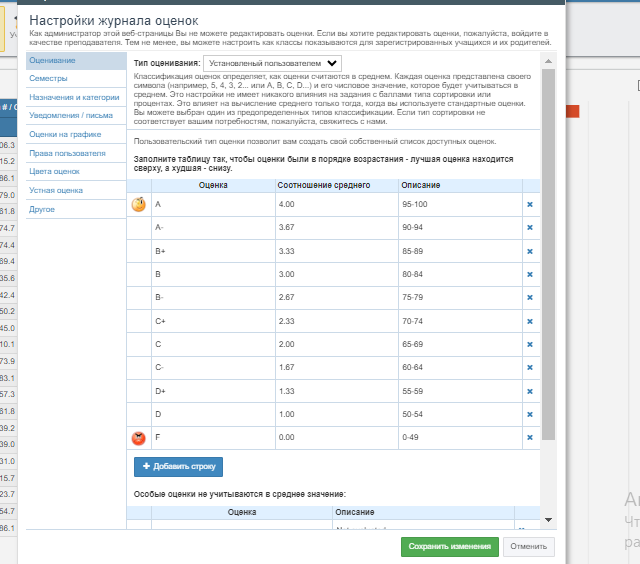 Настройки журнала оценок
Как администратор этой веб-страницы Вы не можете редактировать оценки. Если вы хотите редактировать оценки, пожалуйста, войдите в
качестве преподавателя. Тем не менее, вы можете настроить как классы показываются для зарегистрированных учащихся и их родителей.
Оценивание
Семестры
Назначения и категории
Уведомления / письма
Оценки на графике
Права пользователя
Цвета оценок
Устная оценка
Другое
Тип оценивания: Установленый пользователем
Классификация оценок определяет, как оценки считаются в среднем. Каждая оценка представлена своего
символа (например, 5, 4, 3, 2... или A, B, C, D...) и его числовое значение, которое будет учитываться в
среднем. Это настройки не имеют никакого влияния на задания с баллами типа сортировки или
процентах. Это влияет на вычисление среднего только тогда, когда вы используете стандартные оценки.
Вы можете выбран один из предопределенных типов классификации. Если тип сортировки не
соответствует вашим потребностям, пожалуйста, свяжитесь с нами.
Пользовательский тип оценки позволит вам создать свой собственный список доступных оценок.
Заполните таблицу так, чтобы оценки были в порядке возрастания - лучшая оценка находится
сверху, а худшая - снизу.
Оценка Соотношение среднего Описание
A 4.00 95-100
A- 3.67 90-94
B+ 3.33 85-89
B 3.00 80-84
B- 2.67 75-79
C+ 2.33 70-74
C 2.00 65-69
C- 1.67 60-64
D+ 1.33 55-59
D 1.00 50-54
F 0.00 0-49
+ Добавить строку
Особые оценки не учитываются в среднее значение:
Оценка Описание
Сохранить изменения Отменить